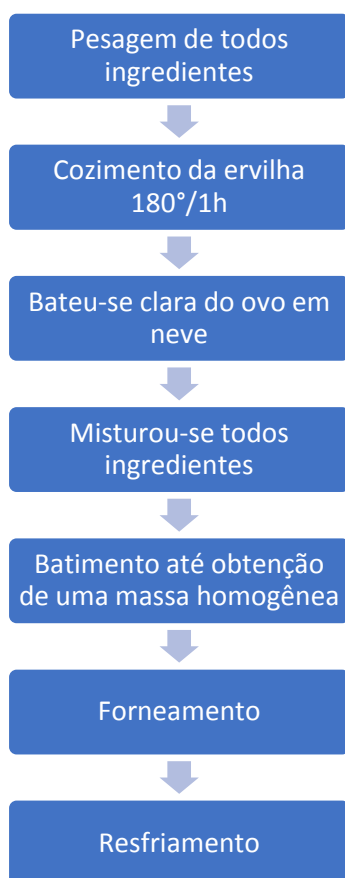 Pesagem de todos
ingredientes
Cozimento da ervilha
180°/1h
Bateu-se clara do ovo em
neve
Misturou-se todos
ingredientes
Batimento até obtenção
de uma massa homogênea
Forneamento
Resfriamento